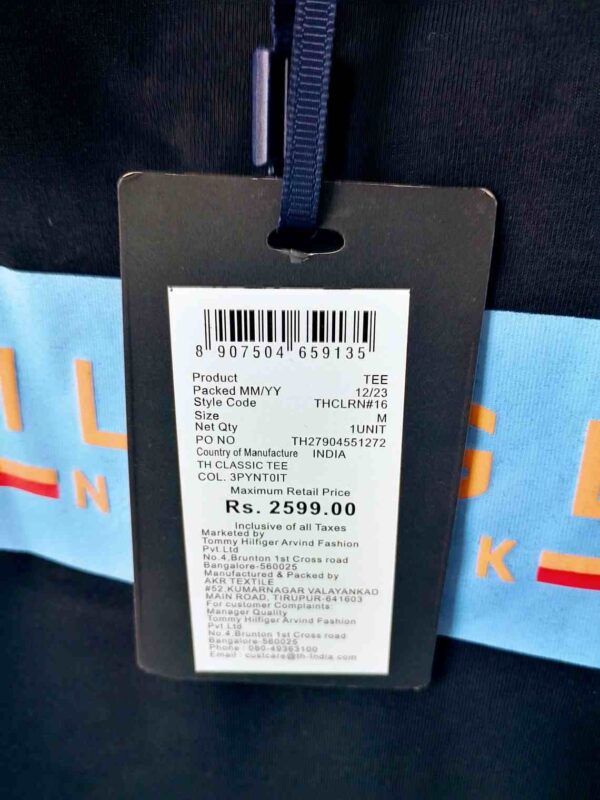 8 907504 659135
Product TEE
Packed MM/YY 12/23
Style Code THCLRN#16
Size M
Net Qty 1UNIT
PO NO TH27904551272
Country of Manufacture INDIA
TH CLASSIC TEE
COL. 3PYNT0IT
Maximum Retail Price
Rs. 2599.00
Inclusive of all Taxes
Marketed by
Tommy Hilfiger Arvind Fashion
Pvt.Ltd
No.4,Brunton 1st Cross road
Bangalore-560025
Manufactured & Packed by
AKR TEXTILE
#52,KUMARNAGAR VALAYANKAD
MAIN ROAD, TIRUPUR-641603
For customer Complaints:
Manager Quality
Tommy Hilfiger Arvind Fashion
Pvt.Ltd
No.4,Brunton 1st Cross road
Bangalore-560025
Phone : 080-49363100
Email : custcare@th-india.com
I L G E
N K